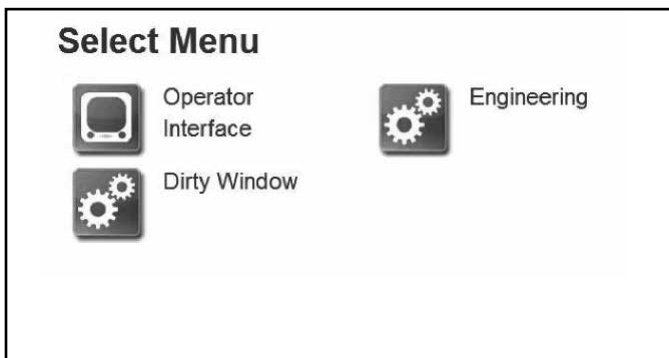 Select Menu
Operator
Interface
Engineering
Dirty Window